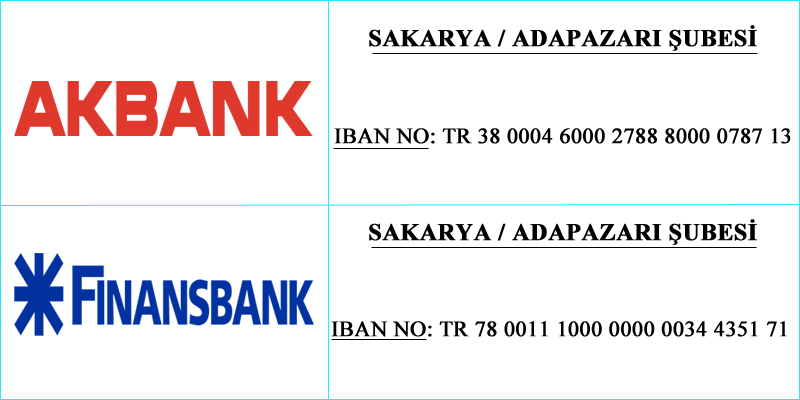 AKBANK
SAKARYA / ADAPAZARI ŞUBESİ
IBAN NO: TR 38 0004 6000 2788 8000 0787 13
FINANSBANK
SAKARYA / ADAPAZARI ŞUBESİ
IBAN NO: TR 78 0011 1000 0000 0034 4351 71